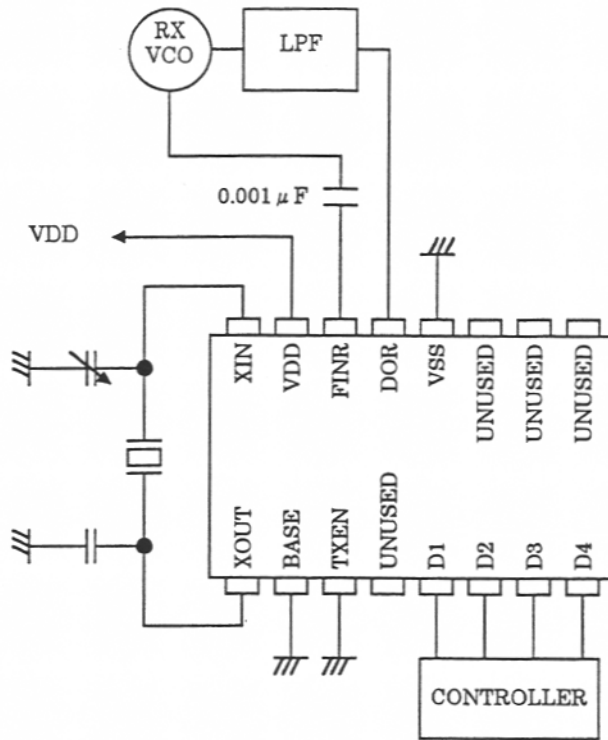 RX
VCO
LPF
0.001 μF
VDD
XIN
VDD
FINR
DOR
VSS
UNUSED
UNUSED
UNUSED
XOUT
BASE
TXEN
UNUSED
D1
D2
D3
D4
CONTROLLER